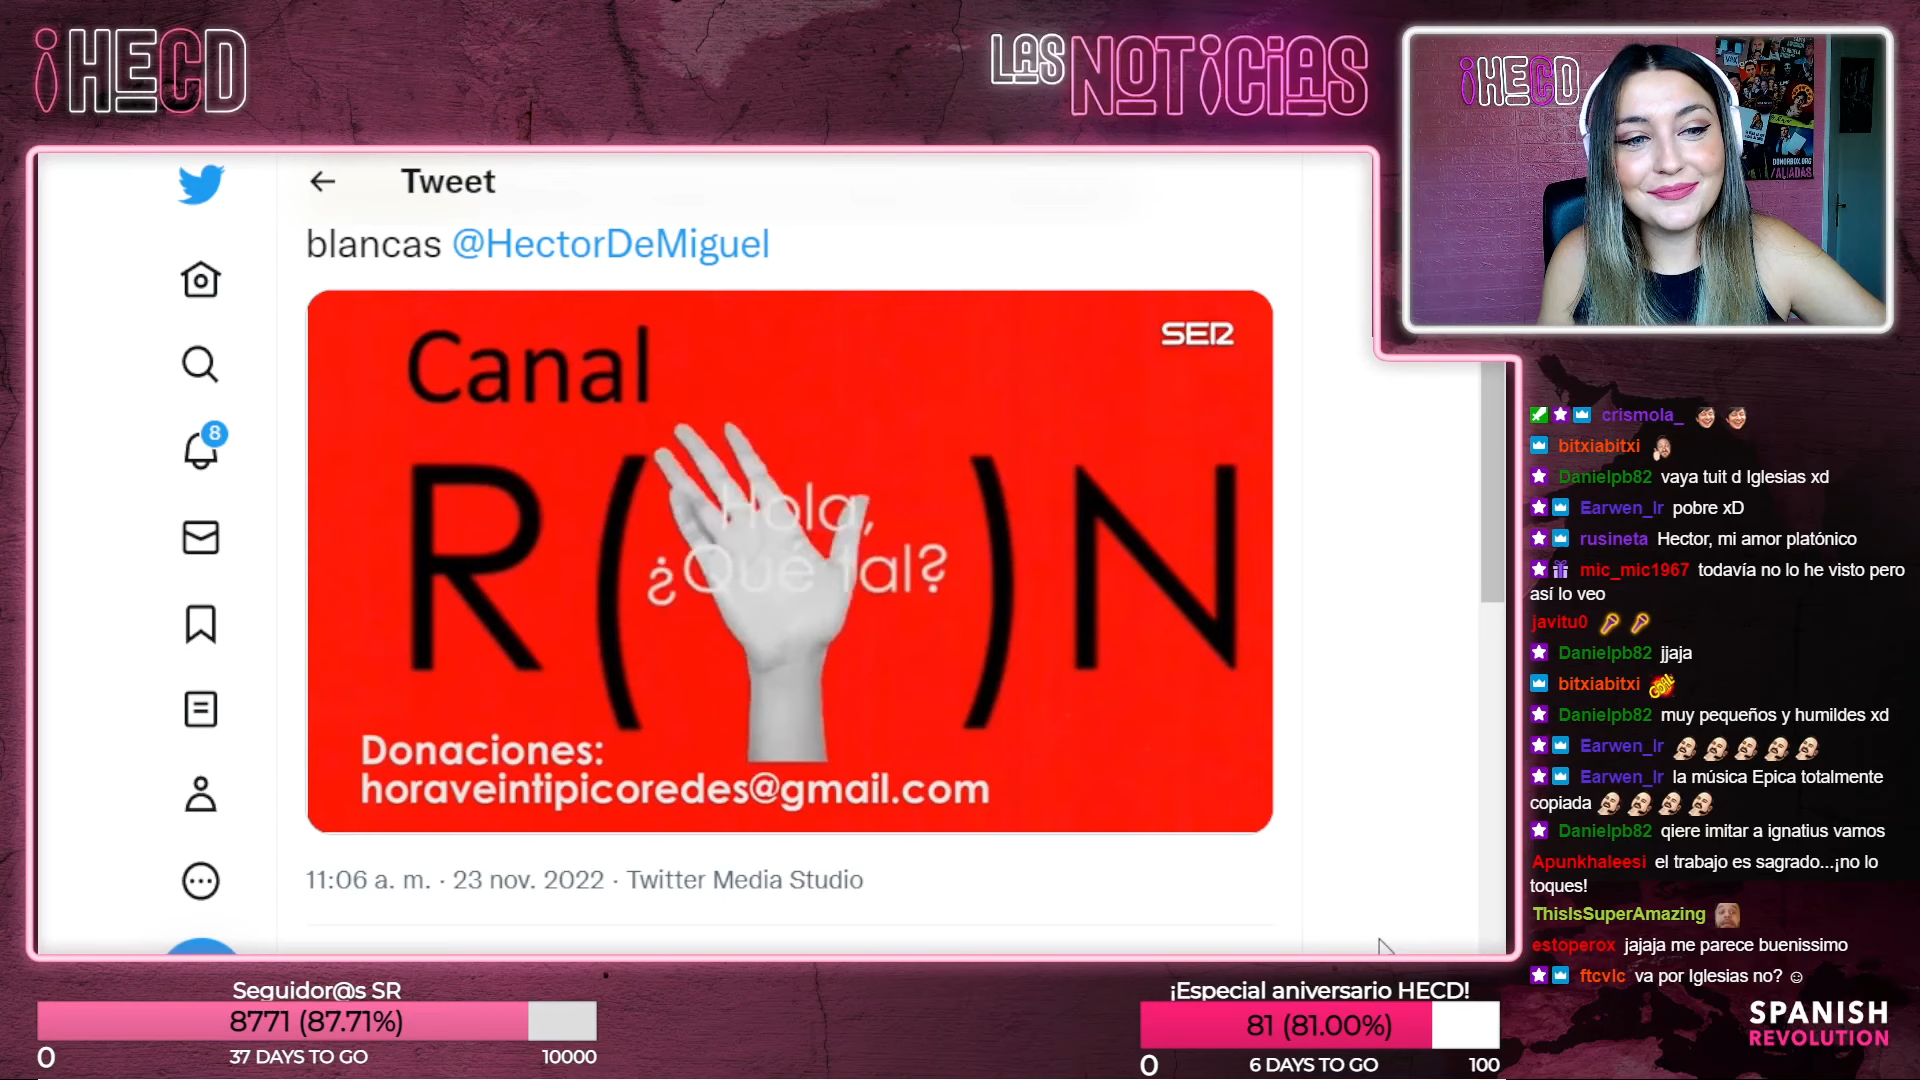 ¡HECD
LAS NOTICIAS
¡HECD
DONORBOX.ORG
/ALIADAS
Tweet
blancas @HectorDeMiguel
Canal
SER
R( )N
Hola,
¿Qué tal?
Donaciones:
horaveintipicoredes@gmail.com
11:06 a. m. · 23 nov. 2022 · Twitter Media Studio
8
crismola_
bitxiabitxi
Danielpb82 vaya tuit d Iglesias xd
Earwen_lr pobre xD
rusineta Hector, mi amor platónico
mic_mic1967 todavía no lo he visto pero
así lo veo
javitu0
Danielpb82 jjaja
bitxiabitxi GOAL
Danielpb82 muy pequeños y humildes xd
Earwen_lr
Earwen_lr la música Epica totalmente
copiada
Danielpb82 qiere imitar a ignatius vamos
Apunkhaleesi el trabajo es sagrado...¡no lo
toques!
ThisIsSuperAmazing
estoperox jajaja me parece buenissimo
ftcvlc va por Iglesias no? ☺
Seguidor@s SR
8771 (87.71%)
0 37 DAYS TO GO 10000
¡Especial aniversario HECD!
81 (81.00%)
0 6 DAYS TO GO 100
SPANISH
REVOLUTION